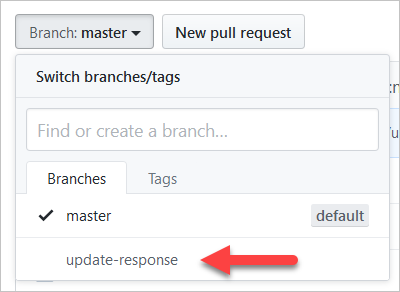 Branch: master New pull request
Switch branches/tags
Find or create a branch...
Branches Tags
master default
update-response